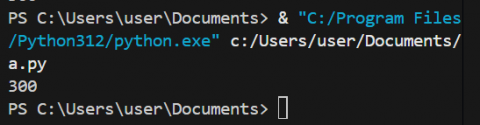 PS C:\Users\user\Documents> & "C:/Program Files
/Python312/python.exe" c:/Users/user/Documents/
a.py
300
PS C:\Users\user\Documents>